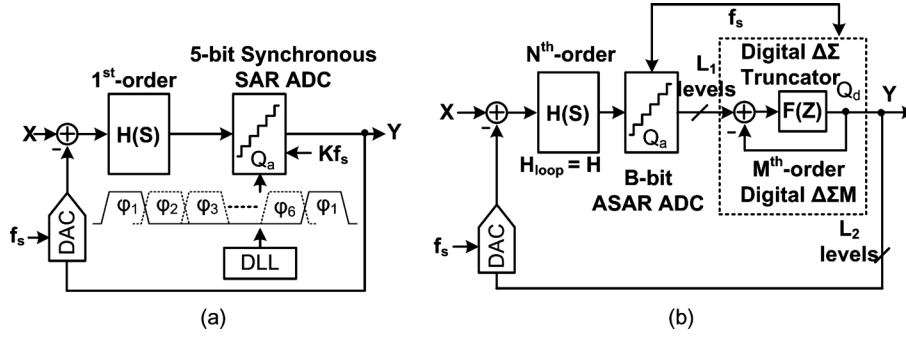 5-bit Synchronous
SAR ADC
1st-order
X
−
H(S)
Qa
Y
Kfs
φ1
φ2
φ3
φ6
φ1
fs
DAC
DLL
(a)
fs
Nth-order
Digital ΔΣ
Truncator
L1
levels
Qd
Y
X
−
H(S)
Qa
−
F(Z)
Hloop = H
B-bit
ASAR ADC
Mth-order
Digital ΔΣM
fs
DAC
L2
levels
(b)